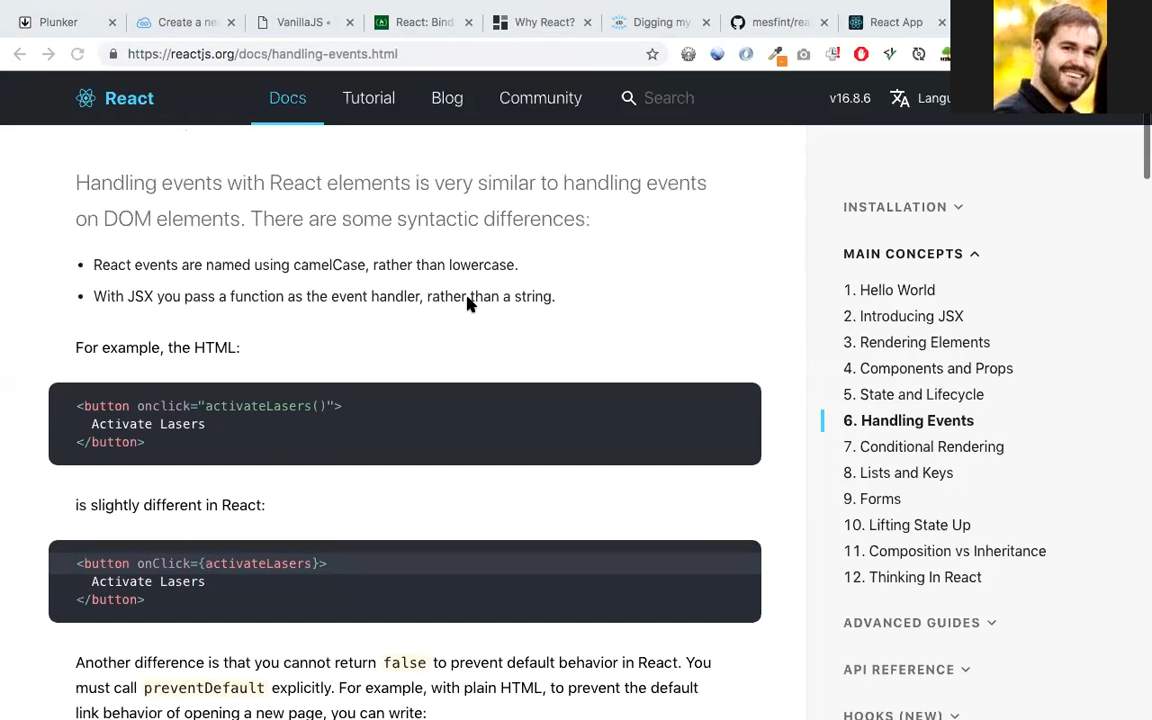 Plunker
Create a ne
VanillaJS •
React: Bind
Why React?
Digging my
mesfint/rea
React App
https://reactjs.org/docs/handling-events.html
React
Docs
Tutorial
Blog
Community
Search
v16.8.6
Langu
Handling events with React elements is very similar to handling events
on DOM elements. There are some syntactic differences:
• React events are named using camelCase, rather than lowercase.
• With JSX you pass a function as the event handler, rather than a string.
For example, the HTML:
<button onclick="activateLasers()">
Activate Lasers
</button>
is slightly different in React:
<button onClick={activateLasers}>
Activate Lasers
</button>
Another difference is that you cannot return false to prevent default behavior in React. You
must call preventDefault explicitly. For example, with plain HTML, to prevent the default
link behavior of opening a new page, you can write:
INSTALLATION
MAIN CONCEPTS
1. Hello World
2. Introducing JSX
3. Rendering Elements
4. Components and Props
5. State and Lifecycle
6. Handling Events
7. Conditional Rendering
8. Lists and Keys
9. Forms
10. Lifting State Up
11. Composition vs Inheritance
12. Thinking In React
ADVANCED GUIDES
API REFERENCE
HOOKS (NEW)